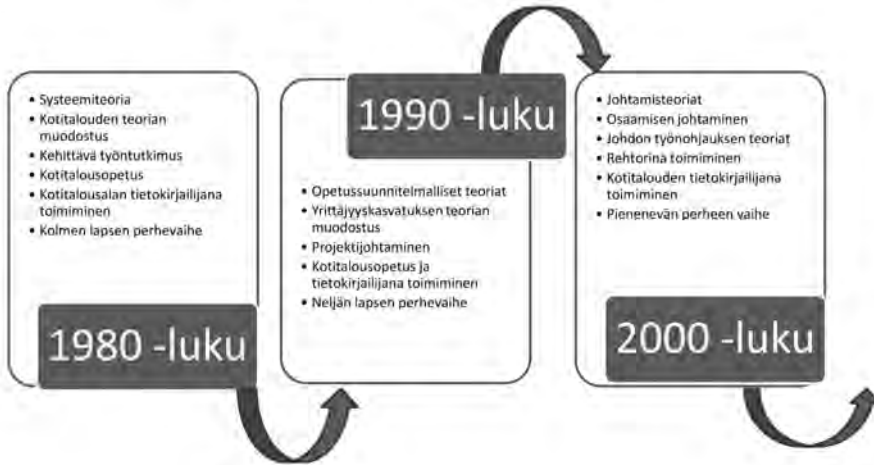 • Systeemiteoria
• Kotitalouden teorian
muodostus
• Kehittävä työntutkimus
• Kotitalousopetus
• Kotitalousalan tietokirjailijana
toimiminen
• Kolmen lapsen perhevaihe
1980 -luku
1990 -luku
• Opetussuunnitelmalliset teoriat
• Yrittäjyyskasvatuksen teorian
muodostus
• Projektijohtaminen
• Kotitalousopetus ja
tietokirjailijana toimiminen
• Neljän lapsen perhevaihe
• Johtamisteoriat
• Osaamisen johtaminen
• Johdon työnohjauksen teoriat
• Rehtorina toimiminen
• Kotitalouden tietokirjailijana
toimiminen
• Pienenevän perheen vaihe
2000 -luku